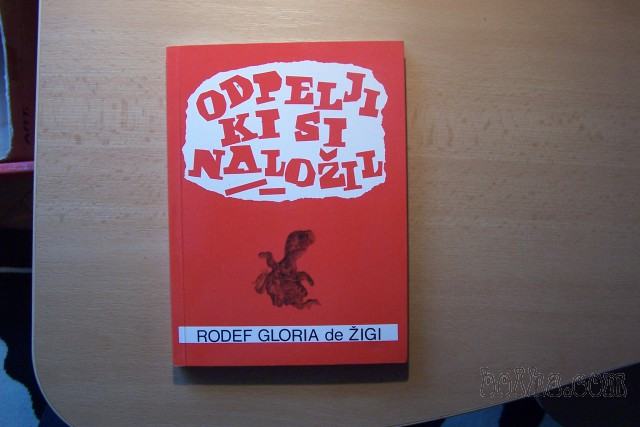 ODPELJI
KI SI
NALOŽIL
RODEF GLORIA de ŽIGI
bolha.com